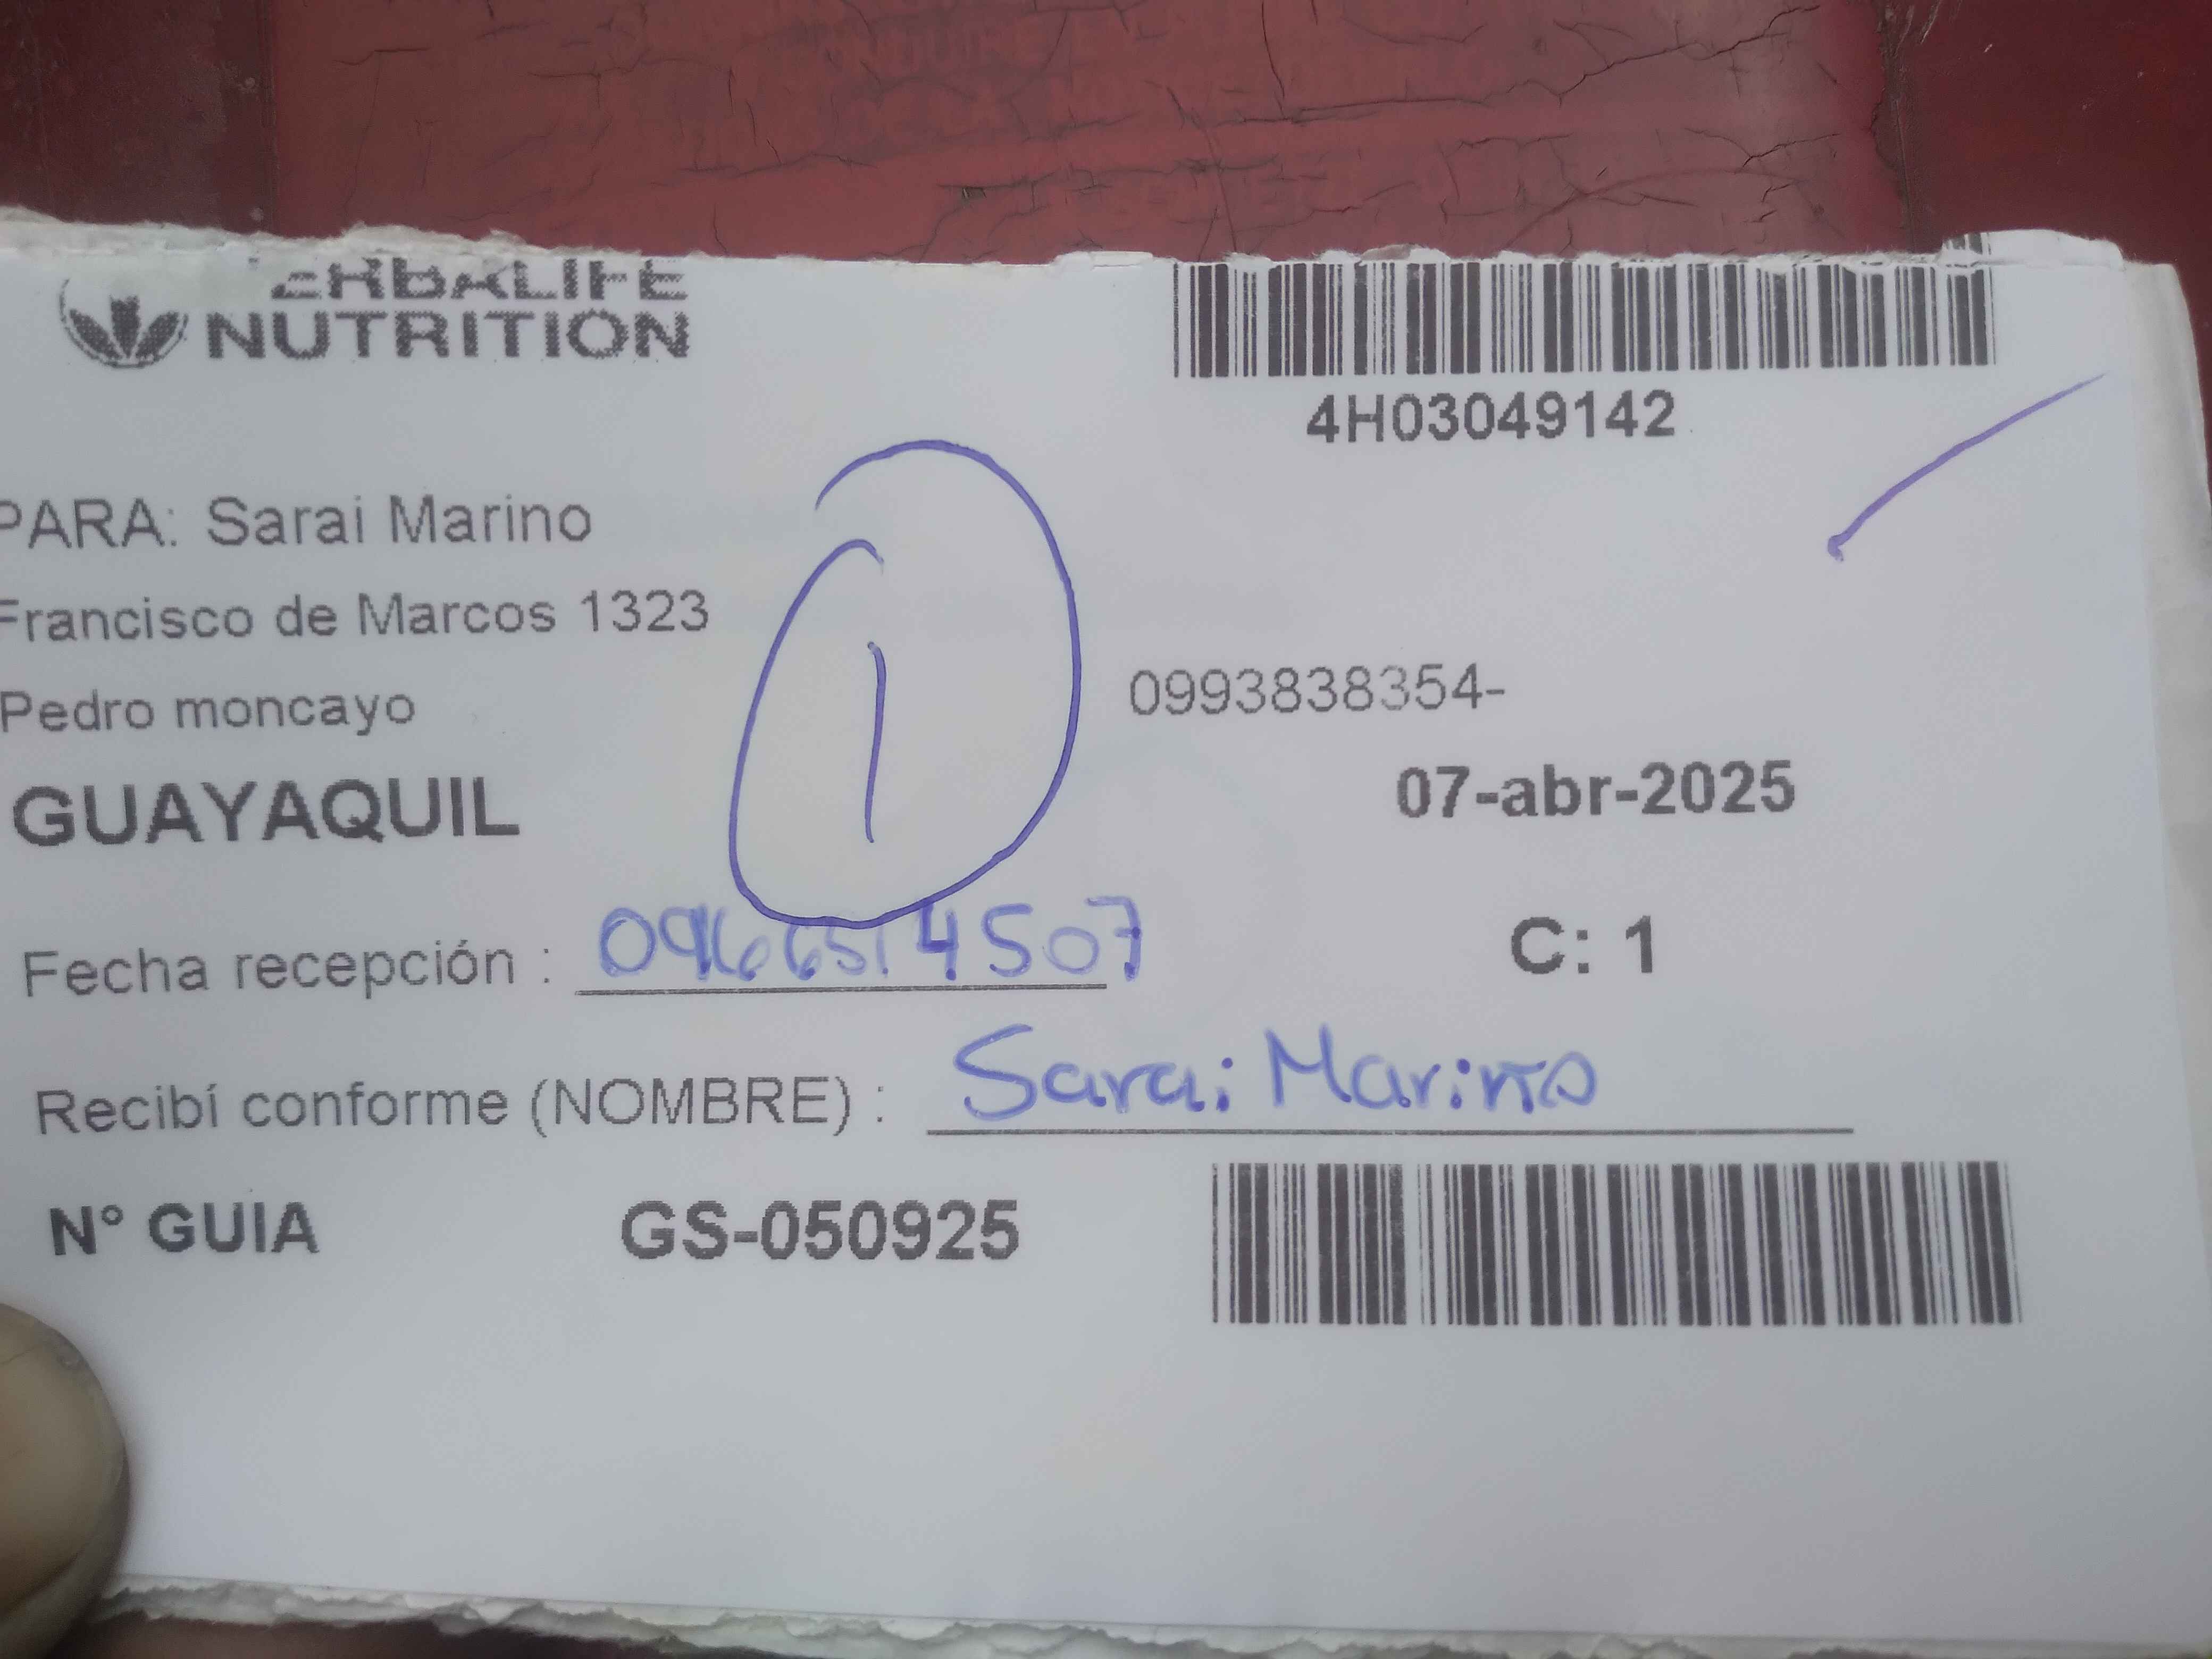 ERBALIFE
NUTRITION
4H03049142
PARA: Sarai Marino
Francisco de Marcos 1323
Pedro moncayo
0993838354-
GUAYAQUIL
07-abr-2025
1
Fecha recepción :
C: 1
Recibí conforme (NOMBRE) : Sarai Marino
N° GUIA GS-050925